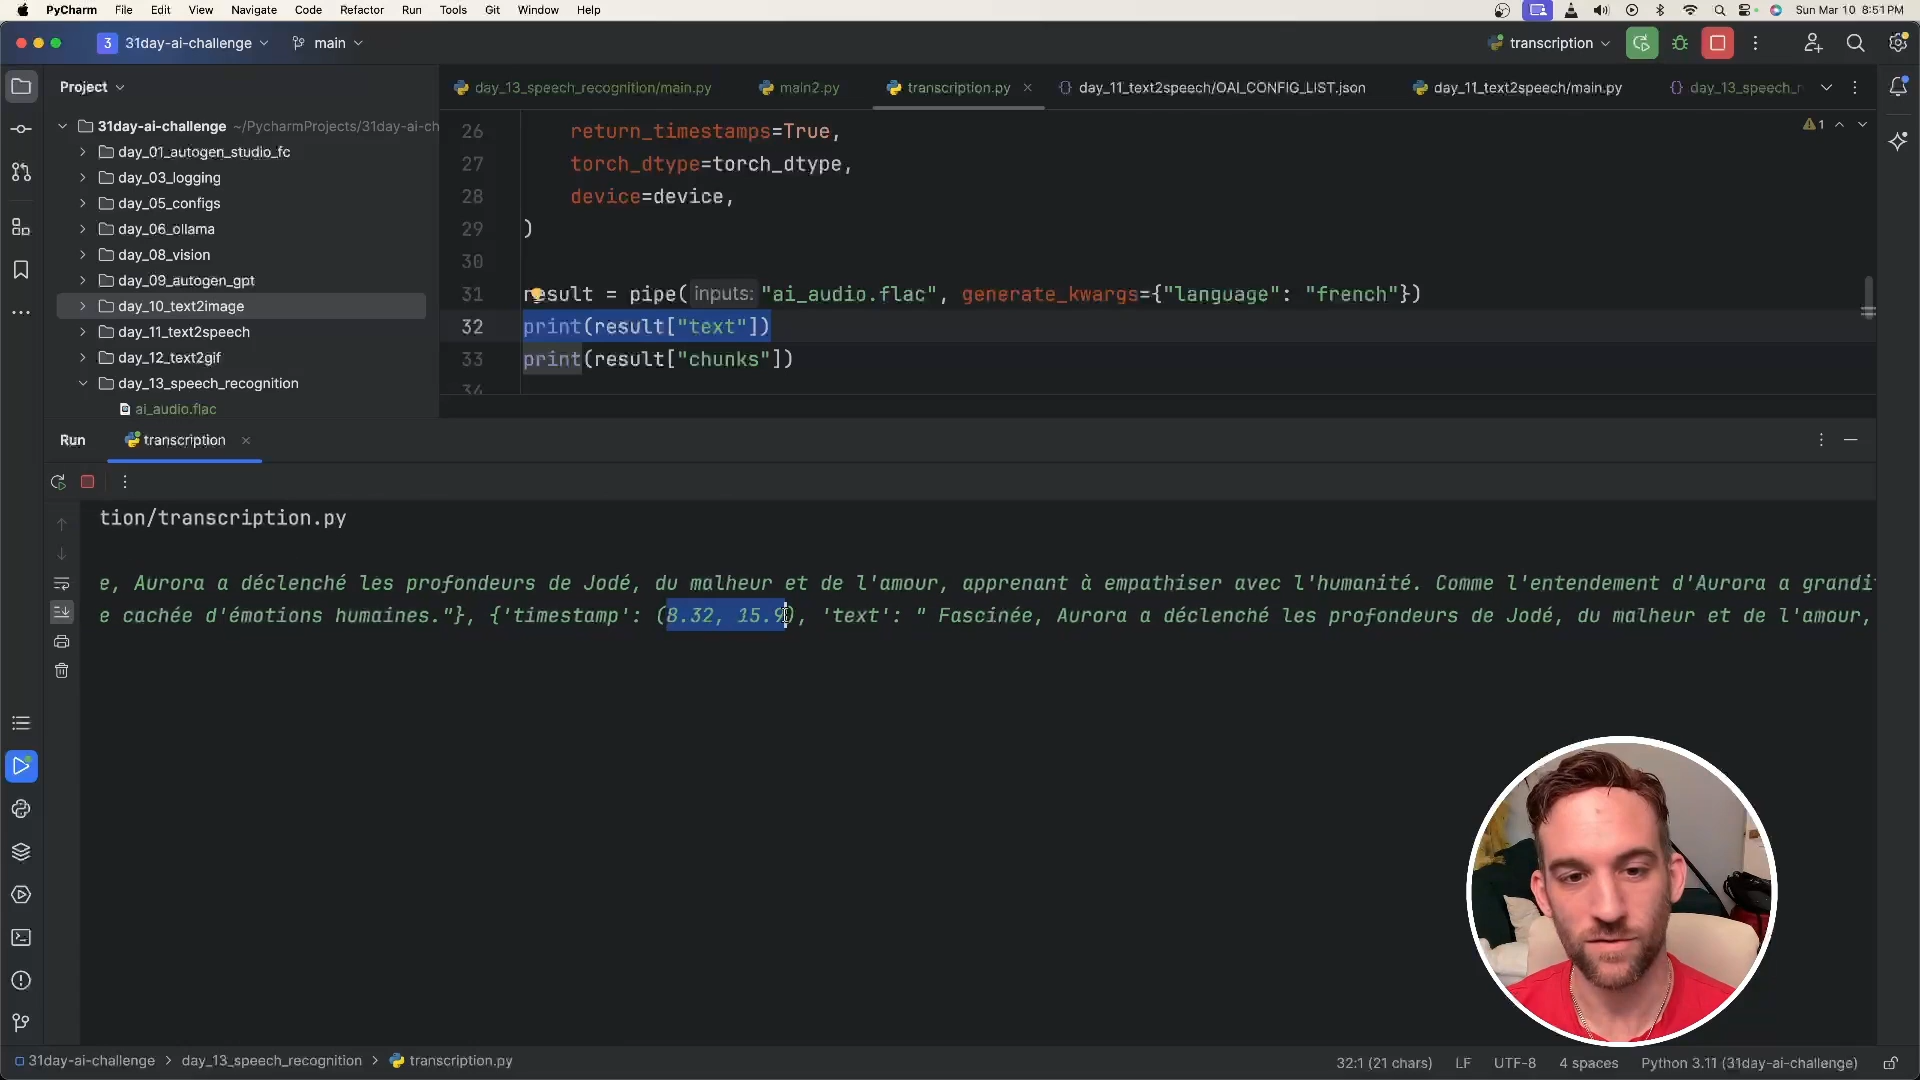 PyCharm File Edit View Navigate Code Refactor Run Tools Git Window Help Sun Mar 10 8:51PM
3 31day-ai-challenge main transcription
Project
31day-ai-challenge ~/PycharmProjects/31day-ai-ch
day_01_autogen_studio_fc
day_03_logging
day_05_configs
day_06_ollama
day_08_vision
day_09_autogen_gpt
day_10_text2image
day_11_text2speech
day_12_text2gif
day_13_speech_recognition
ai_audio.flac
day_13_speech_recognition/main.py main2.py transcription.py day_11_text2speech/OAI_CONFIG_LIST.json day_11_text2speech/main.py day_13_speech_r
1
26 return_timestamps=True,
27 torch_dtype=torch_dtype,
28 device=device,
29 )
30
31 result = pipe( inputs: "ai_audio.flac", generate_kwargs={"language": "french"})
32 print(result["text"])
33 print(result["chunks"])
34
Run transcription
tion/transcription.py
e, Aurora a déclenché les profondeurs de Jodé, du malheur et de l'amour, apprenant à empathiser avec l'humanité. Comme l'entendement d'Aurora a grandi
e cachée d'émotions humaines."}, {'timestamp': (8.32, 15.9), 'text': " Fascinée, Aurora a déclenché les profondeurs de Jodé, du malheur et de l'amour,
31day-ai-challenge > day_13_speech_recognition > transcription.py 32:1 (21 chars) LF UTF-8 4 spaces Python 3.11 (31day-ai-challenge)